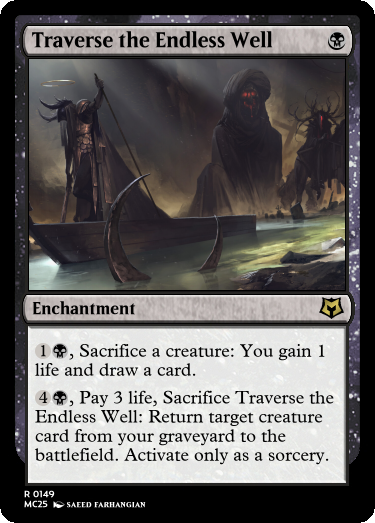 Traverse the Endless Well
Enchantment
1, Sacrifice a creature: You gain 1
life and draw a card.
4, Pay 3 life, Sacrifice Traverse the
Endless Well: Return target creature
card from your graveyard to the
battlefield. Activate only as a sorcery.
R 0149
MC25 SAEED FARHANGIAN